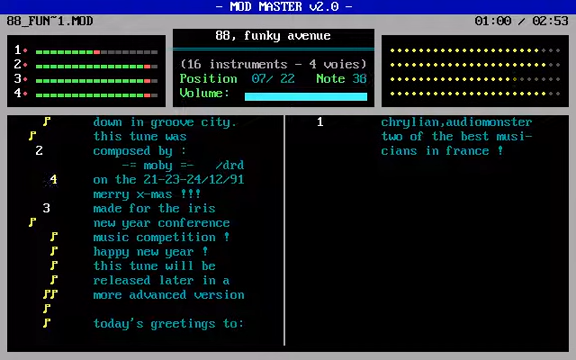 - MOD MASTER v2.0 -
88_FUN~1.MOD
01:00 / 02:53
88, funky avenue
(16 instruments - 4 voies)
Position 07/ 22 Note 38
Volume:
1
2
3
4
down in groove city.
this tune was
2 composed by :
-= moby =- /drd
4 on the 21-23-24/12/91
merry x-mas !!!
3 made for the iris
new year conference
music competition !
happy new year !
this tune will be
released later in a
more advanced version
today's greetings to:
1 chrylian,audiomonster
two of the best musi-
cians in france !